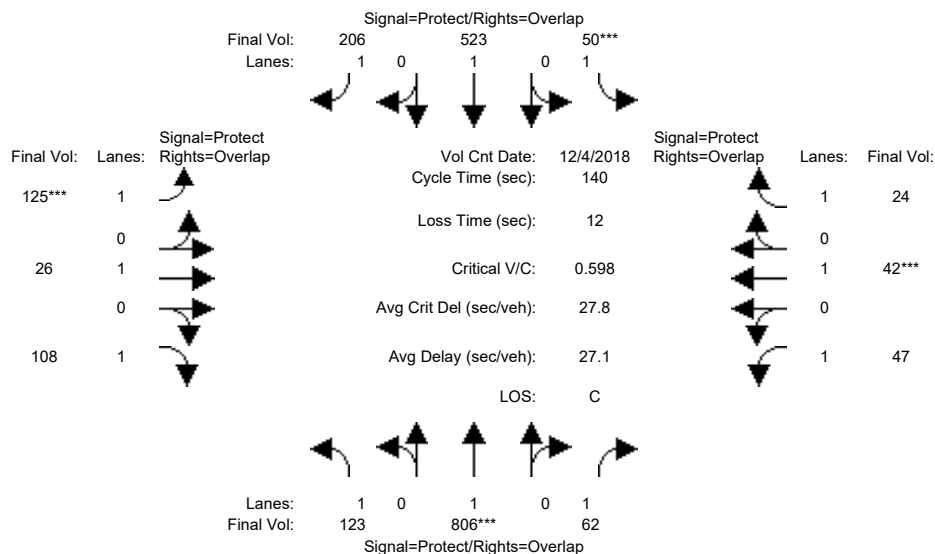 Signal=Protect/Rights=Overlap
Final Vol: 206 523 50***
Lanes: 1 0 1 0 1
Signal=Protect Signal=Protect
Final Vol: Lanes: Rights=Overlap Vol Cnt Date: 12/4/2018 Rights=Overlap Lanes: Final Vol:
Cycle Time (sec): 140
125*** 1 1 24
Loss Time (sec): 12
0 0
26 1 Critical V/C: 0.598 1 42***
0 Avg Crit Del (sec/veh): 27.8 0
108 1 Avg Delay (sec/veh): 27.1 1 47
LOS: C
Lanes: 1 0 1 0 1
Final Vol: 123 806*** 62
Signal=Protect/Rights=Overlap